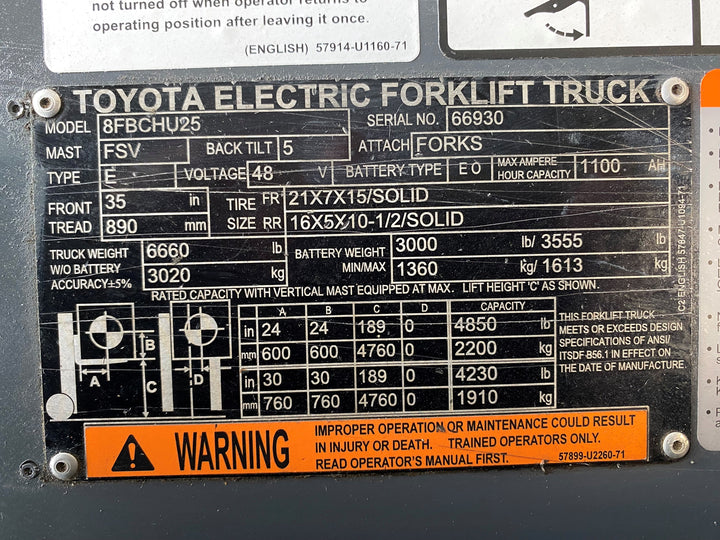 not turned off when operator returns to
operating position after leaving it once.
(ENGLISH) 57914-U1160-71
TOYOTA ELECTRIC FORKLIFT TRUCK
MODEL 8FBCHU25 SERIAL NO. 66930
MAST FSV BACK TILT 5 ATTACH FORKS
TYPE E VOLTAGE 48 V BATTERY TYPE E O MAX AMPERE HOUR CAPACITY 1100 AH
FRONT 35 in TIRE FR 21X7X15/SOLID
TREAD 890 mm SIZE RR 16X5X10-1/2/SOLID
TRUCK WEIGHT 6660 lb BATTERY WEIGHT 3000 lb/ 3555
W/O BATTERY 3020 kg MIN/MAX 1360 kg/ 1613
ACCURACY±5%
RATED CAPACITY WITH VERTICAL MAST EQUIPPED AT MAX. LIFT HEIGHT 'C' AS SHOWN.
A B C D CAPACITY
in 24 24 189 0 4850 lb
mm 600 600 4760 0 2200 kg
in 30 30 189 0 4230 lb
mm 760 760 4760 0 1910 kg
B
A C D
THIS FORKLIFT TRUCK
MEETS OR EXCEEDS DESIGN
SPECIFICATIONS OF ANSI/
ITSDF B56.1 IN EFFECT ON
THE DATE OF MANUFACTURE.
C2 ENGLISH 57847-U1094-71
WARNING
IMPROPER OPERATION OR MAINTENANCE COULD RESULT
IN INJURY OR DEATH. TRAINED OPERATORS ONLY.
READ OPERATOR'S MANUAL FIRST. 57899-U2260-71